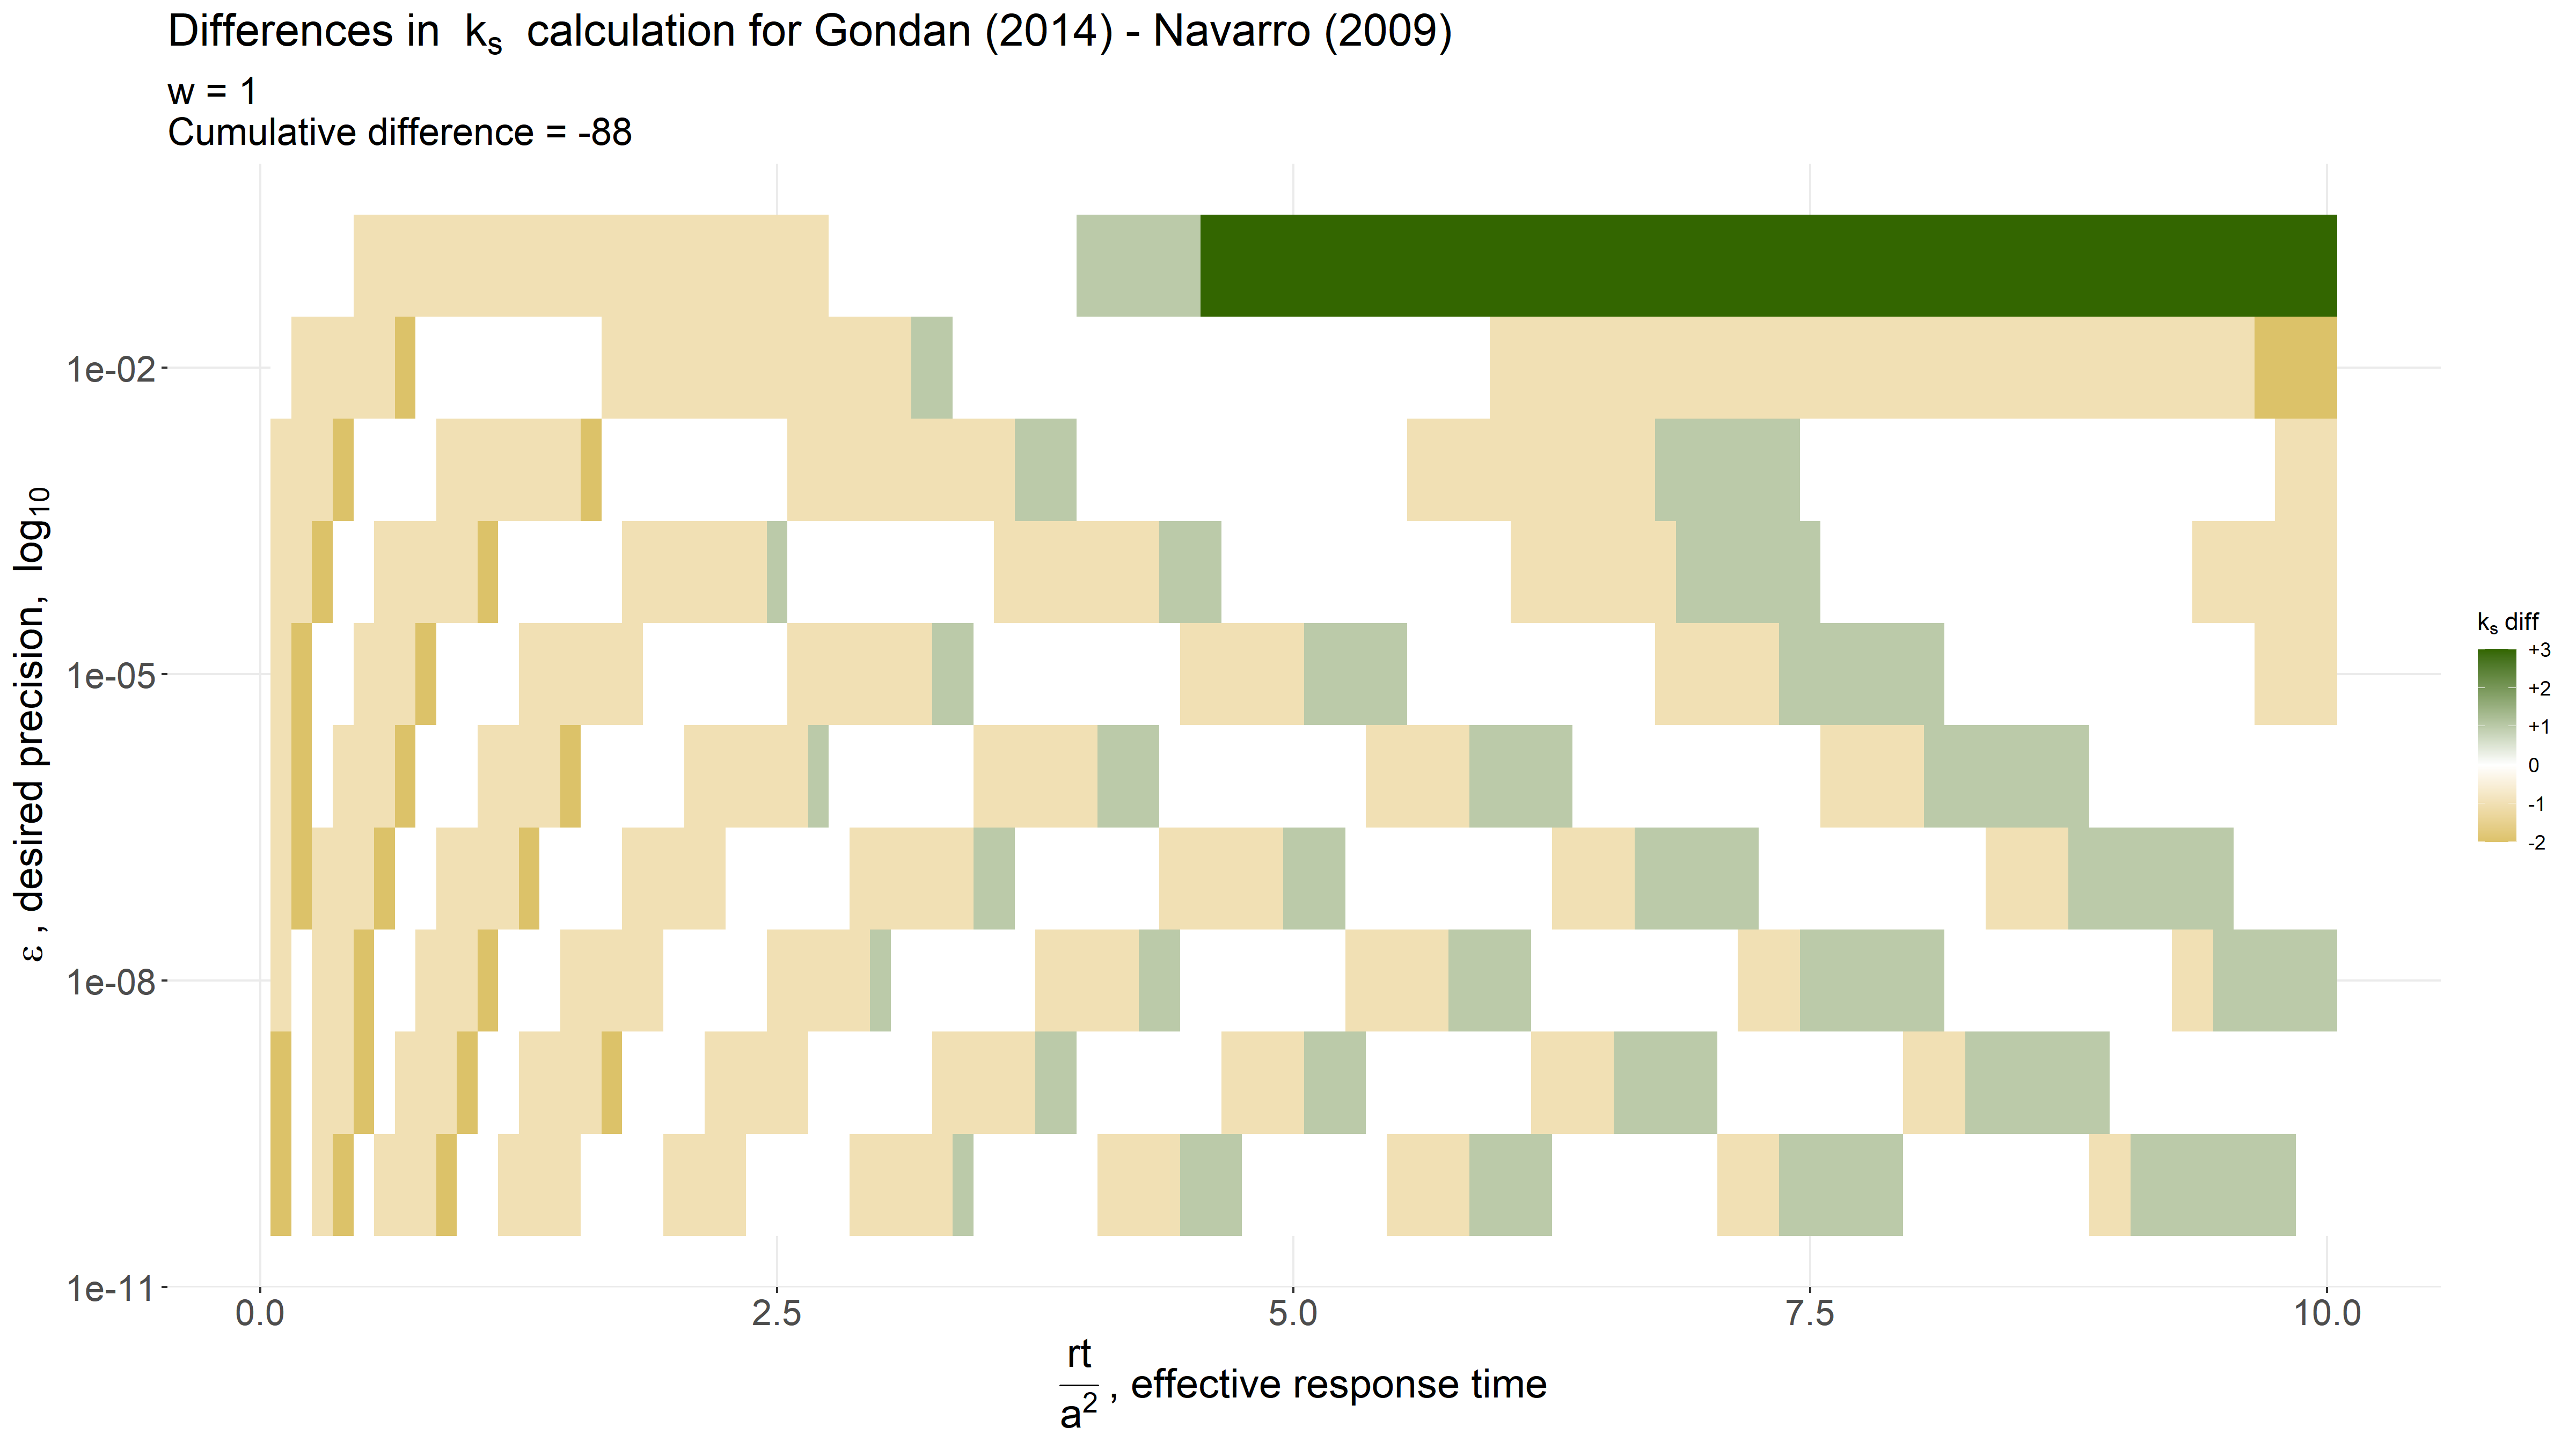 Differences in kₛ calculation for Gondan (2014) - Navarro (2009)
w = 1
Cumulative difference = -88
ε , desired precision, log₁₀
1e-02
1e-05
1e-08
1e-11
0.0 2.5 5.0 7.5 10.0
rt
a² , effective response time
kₛ diff
+3
+2
+1
0
-1
-2